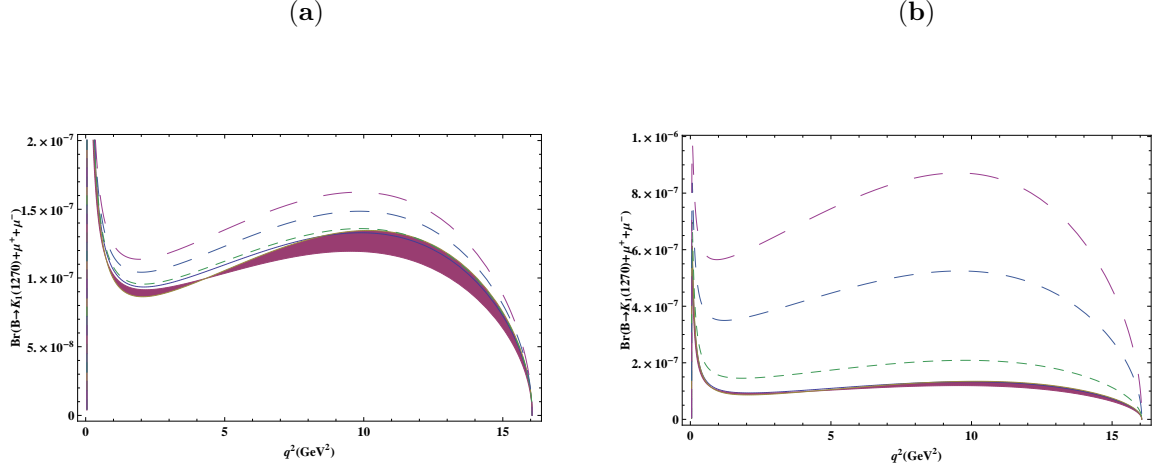 (a)
(b)
Br(B→K₁(1270)+μ⁺+μ⁻)
2.×10⁻⁷
1.5×10⁻⁷
1.×10⁻⁷
5.×10⁻⁸
0
0 5 10 15
q²(GeV²)
Br(B→K₁(1270)+μ⁺+μ⁻)
1.×10⁻⁶
8.×10⁻⁷
6.×10⁻⁷
4.×10⁻⁷
2.×10⁻⁷
0
0 5 10 15
q²(GeV²)